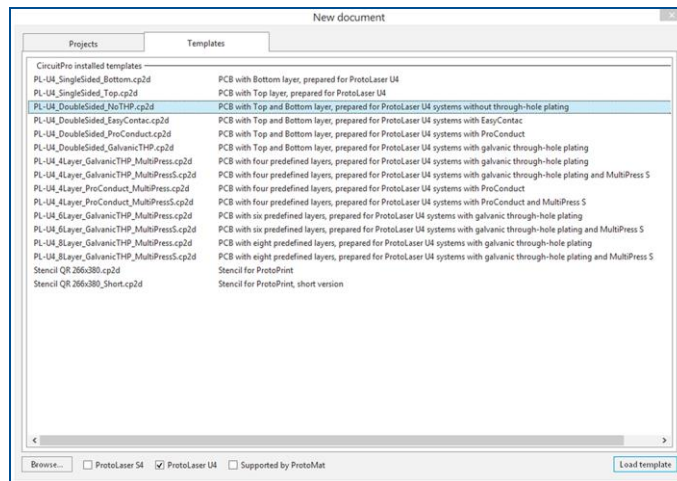 New document
Projects Templates
CircuitPro installed templates
PL-U4_SingleSided_Bottom.cp2d PCB with Bottom layer, prepared for ProtoLaser U4
PL-U4_SingleSided_Top.cp2d PCB with Top layer, prepared for ProtoLaser U4
PL-U4_DoubleSided_NoTHP.cp2d PCB with Top and Bottom layer, prepared for ProtoLaser U4 systems without through-hole plating
PL-U4_DoubleSided_EasyContac.cp2d PCB with Top and Bottom layer, prepared for ProtoLaser U4 systems with EasyContac
PL-U4_DoubleSided_ProConduct.cp2d PCB with Top and Bottom layer, prepared for ProtoLaser U4 systems with ProConduct
PL-U4_DoubleSided_GalvanicTHP.cp2d PCB with Top and Bottom layer, prepared for ProtoLaser U4 systems with galvanic through-hole plating
PL-U_4Layer_GalvanicTHP_MultiPress.cp2d PCB with four predefined layers, prepared for ProtoLaser U4 systems with galvanic through-hole plating
PL-U_4Layer_GalvanicTHP_MultiPressS.cp2d PCB with four predefined layers, prepared for ProtoLaser U4 systems with galvanic through-hole plating and MultiPress S
PL-U_4Layer_ProConduct_MultiPress.cp2d PCB with four predefined layers, prepared for ProtoLaser U4 systems with ProConduct
PL-U_4Layer_ProConduct_MultiPressS.cp2d PCB with four predefined layers, prepared for ProtoLaser U4 systems with ProConduct and MultiPress S
PL-U_6Layer_GalvanicTHP_MultiPress.cp2d PCB with six predefined layers, prepared for ProtoLaser U4 systems with galvanic through-hole plating
PL-U_6Layer_GalvanicTHP_MultiPressS.cp2d PCB with six predefined layers, prepared for ProtoLaser U4 systems with galvanic through-hole plating and MultiPress S
PL-U_8Layer_GalvanicTHP_MultiPress.cp2d PCB with eight predefined layers, prepared for ProtoLaser U4 systems with galvanic through-hole plating
PL-U_8Layer_GalvanicTHP_MultiPressS.cp2d PCB with eight predefined layers, prepared for ProtoLaser U4 systems with galvanic through-hole plating and MultiPress S
Stencil QR 266x380.cp2d Stencil for ProtoPrint
Stencil QR 266x380_Short.cp2d Stencil for ProtoPrint, short version
Browse... ProtoLaser S4 ProtoLaser U4 Supported by ProtoMat Load template